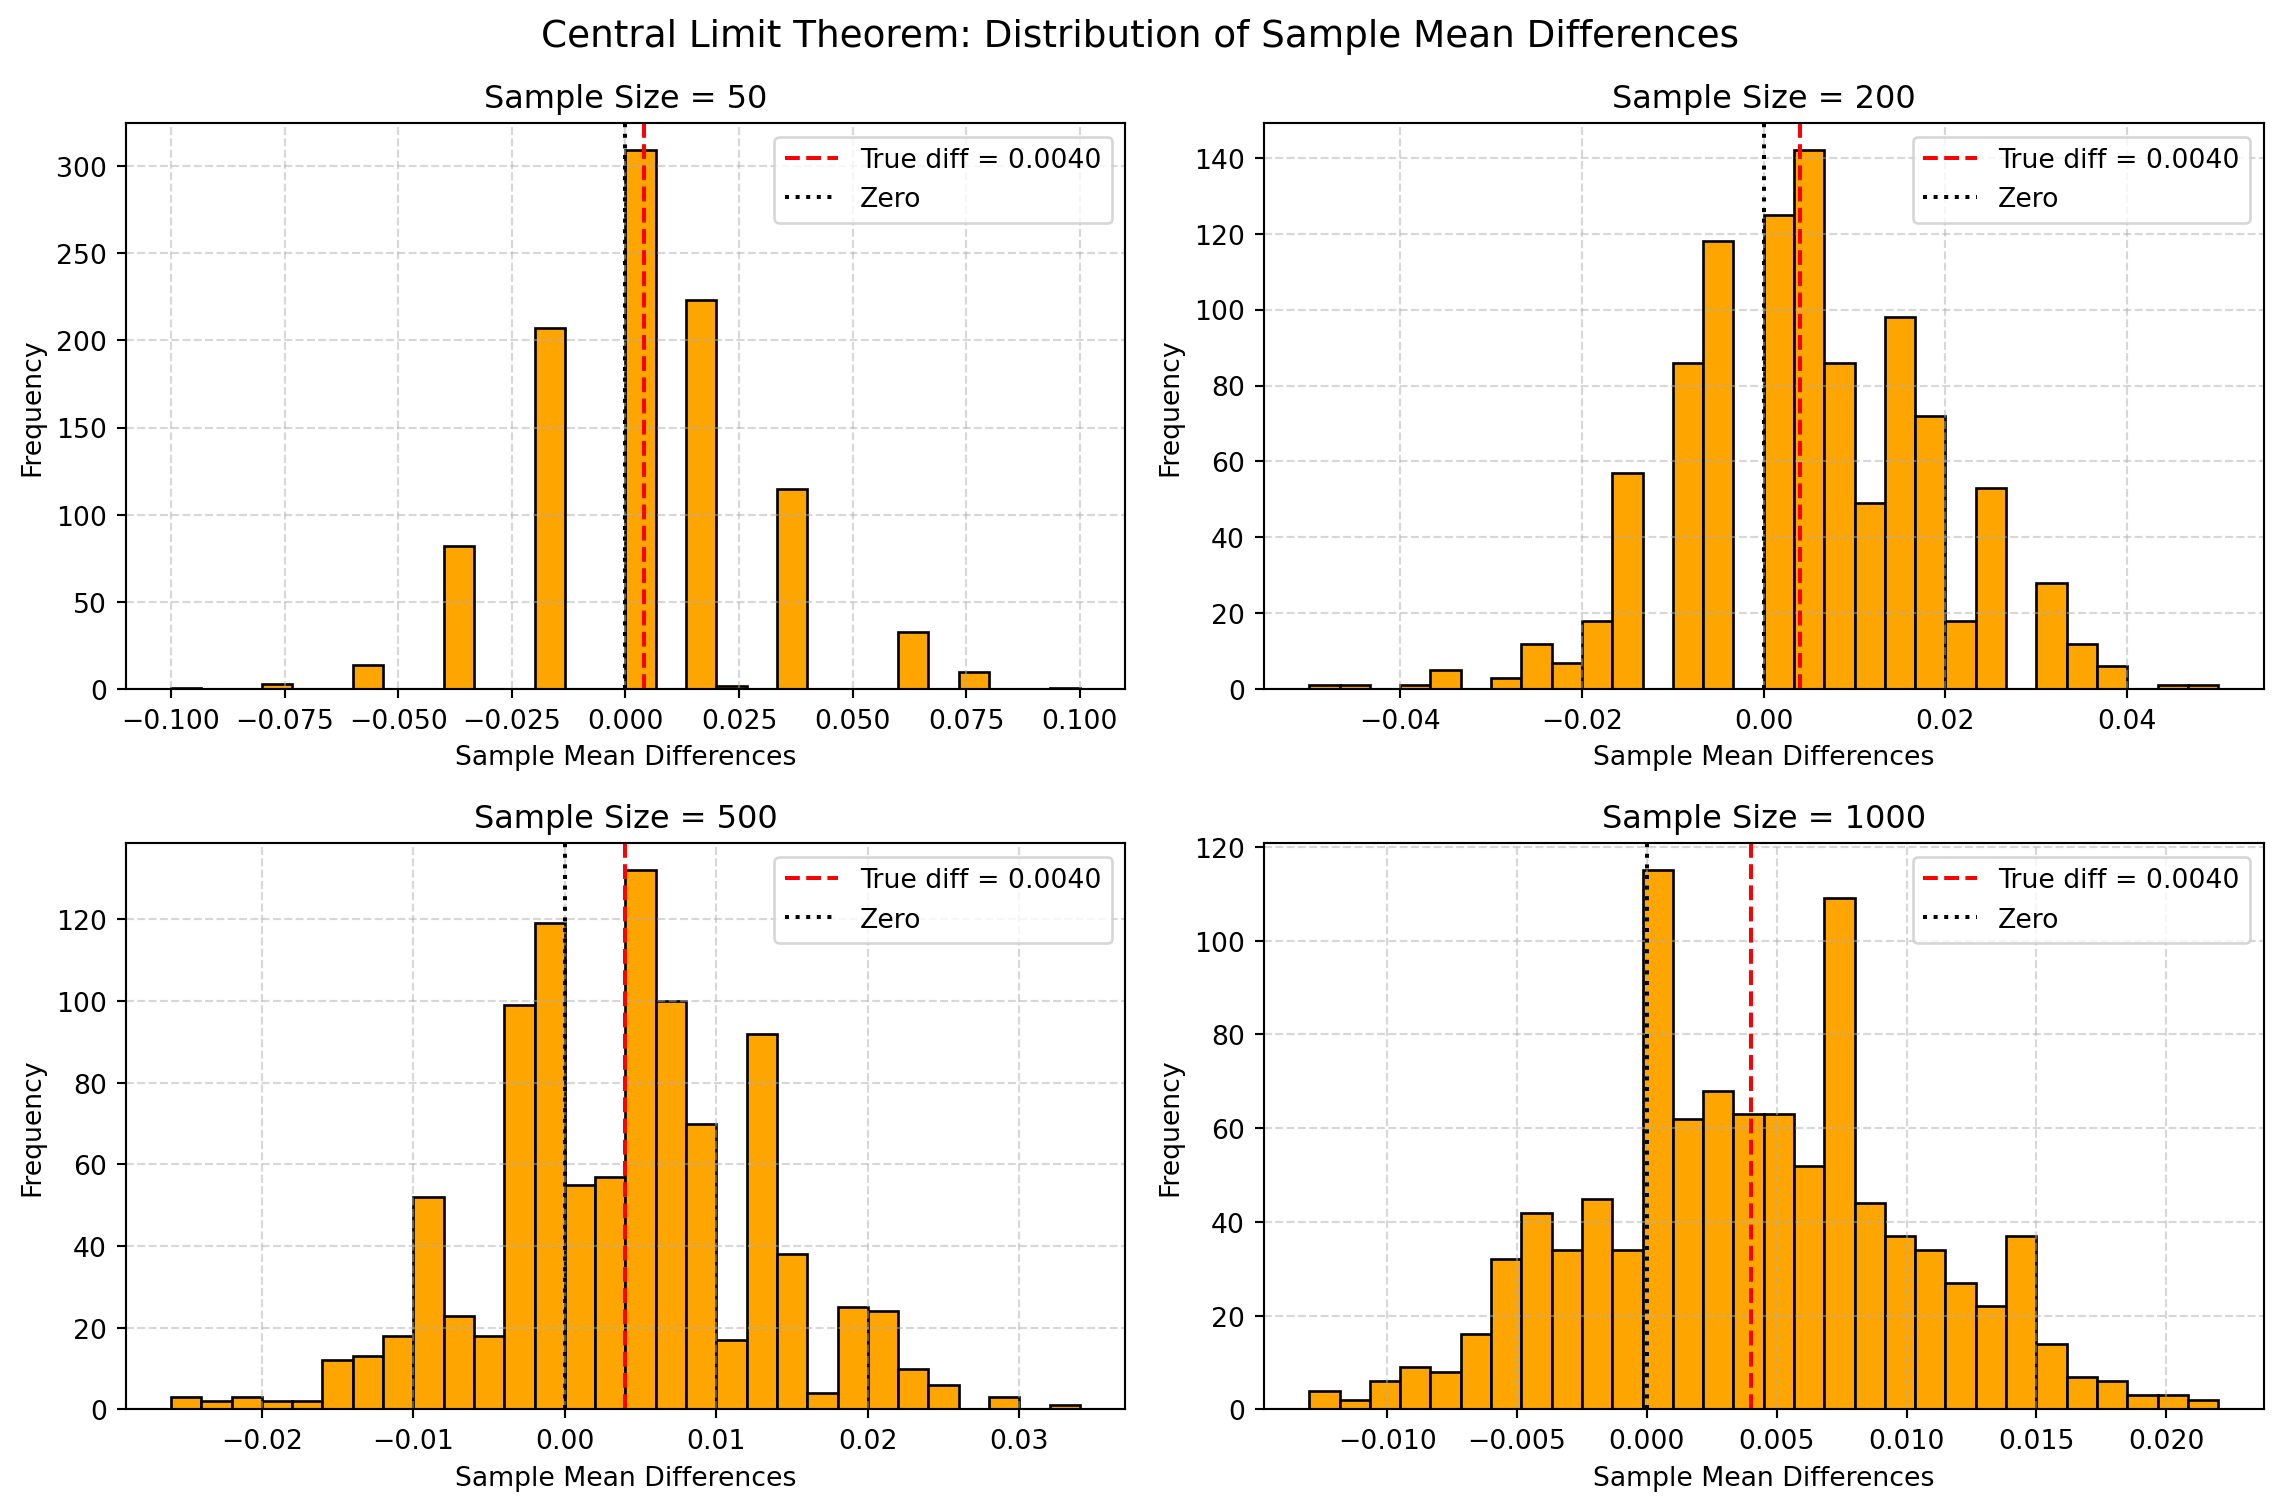 Central Limit Theorem: Distribution of Sample Mean Differences
Sample Size = 50
True diff = 0.0040
Zero
Frequency
300
250
200
150
100
50
0
−0.100 −0.075 −0.050 −0.025 0.000 0.025 0.050 0.075 0.100
Sample Mean Differences
Sample Size = 200
True diff = 0.0040
Zero
Frequency
140
120
100
80
60
40
20
0
−0.04 −0.02 0.00 0.02 0.04
Sample Mean Differences
Sample Size = 500
True diff = 0.0040
Zero
Frequency
120
100
80
60
40
20
0
−0.02 −0.01 0.00 0.01 0.02 0.03
Sample Mean Differences
Sample Size = 1000
True diff = 0.0040
Zero
Frequency
120
100
80
60
40
20
0
−0.010 −0.005 0.000 0.005 0.010 0.015 0.020
Sample Mean Differences